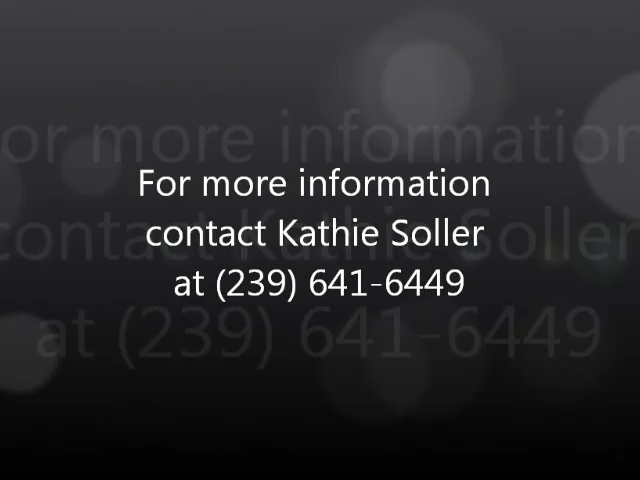 For more information
contact Kathie Soller
at (239) 641-6449